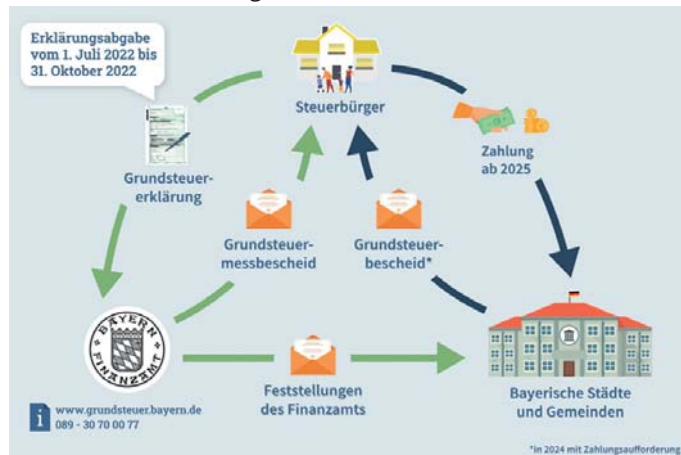 Erklärungsabgabe
vom 1. Juli 2022 bis
31. Oktober 2022
Steuerbürger
Grundsteuer-
erklärung
Zahlung
ab 2025
Grundsteuer-
messbescheid
Grundsteuer-
bescheid*
BAYERN
FINANZAMT
Feststellungen
des Finanzamts
Bayerische Städte
und Gemeinden
i
www.grundsteuer.bayern.de
089 - 30 70 00 77
*in 2024 mit Zahlungsaufforderung